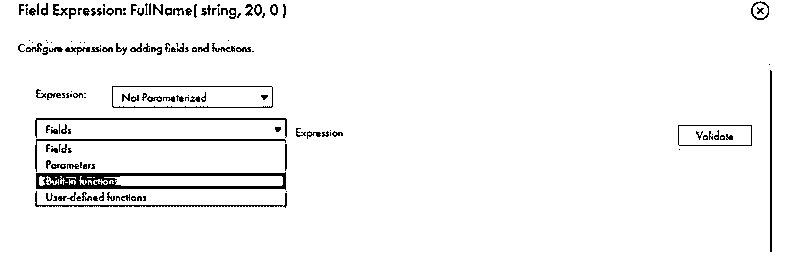 Field Expression: FullName( string, 20, 0 )
Configure expression by adding fields and functions.
Expression: Not Parameterized
Fields Expression Validate
Fields
Parameters
Built-in functions
User-defined functions